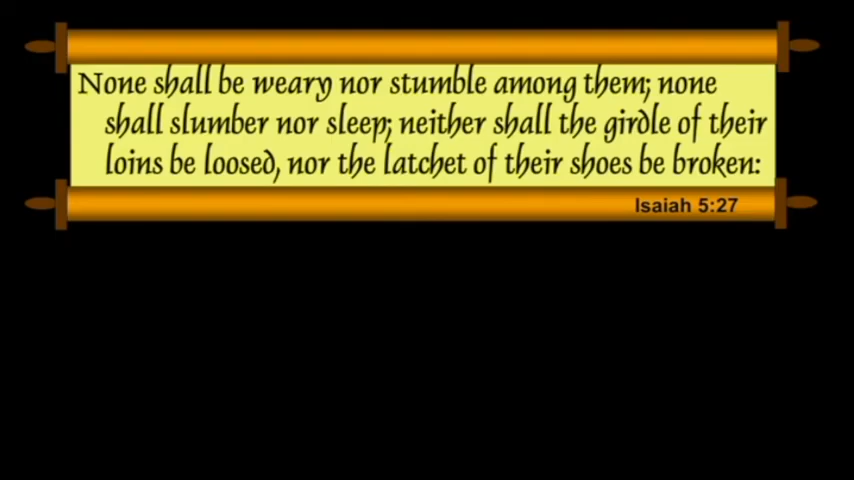 None shall be weary nor stumble among them; none
shall slumber nor sleep; neither shall the girdle of their
loins be loosed, nor the latchet of their shoes be broken:
Isaiah 5:27